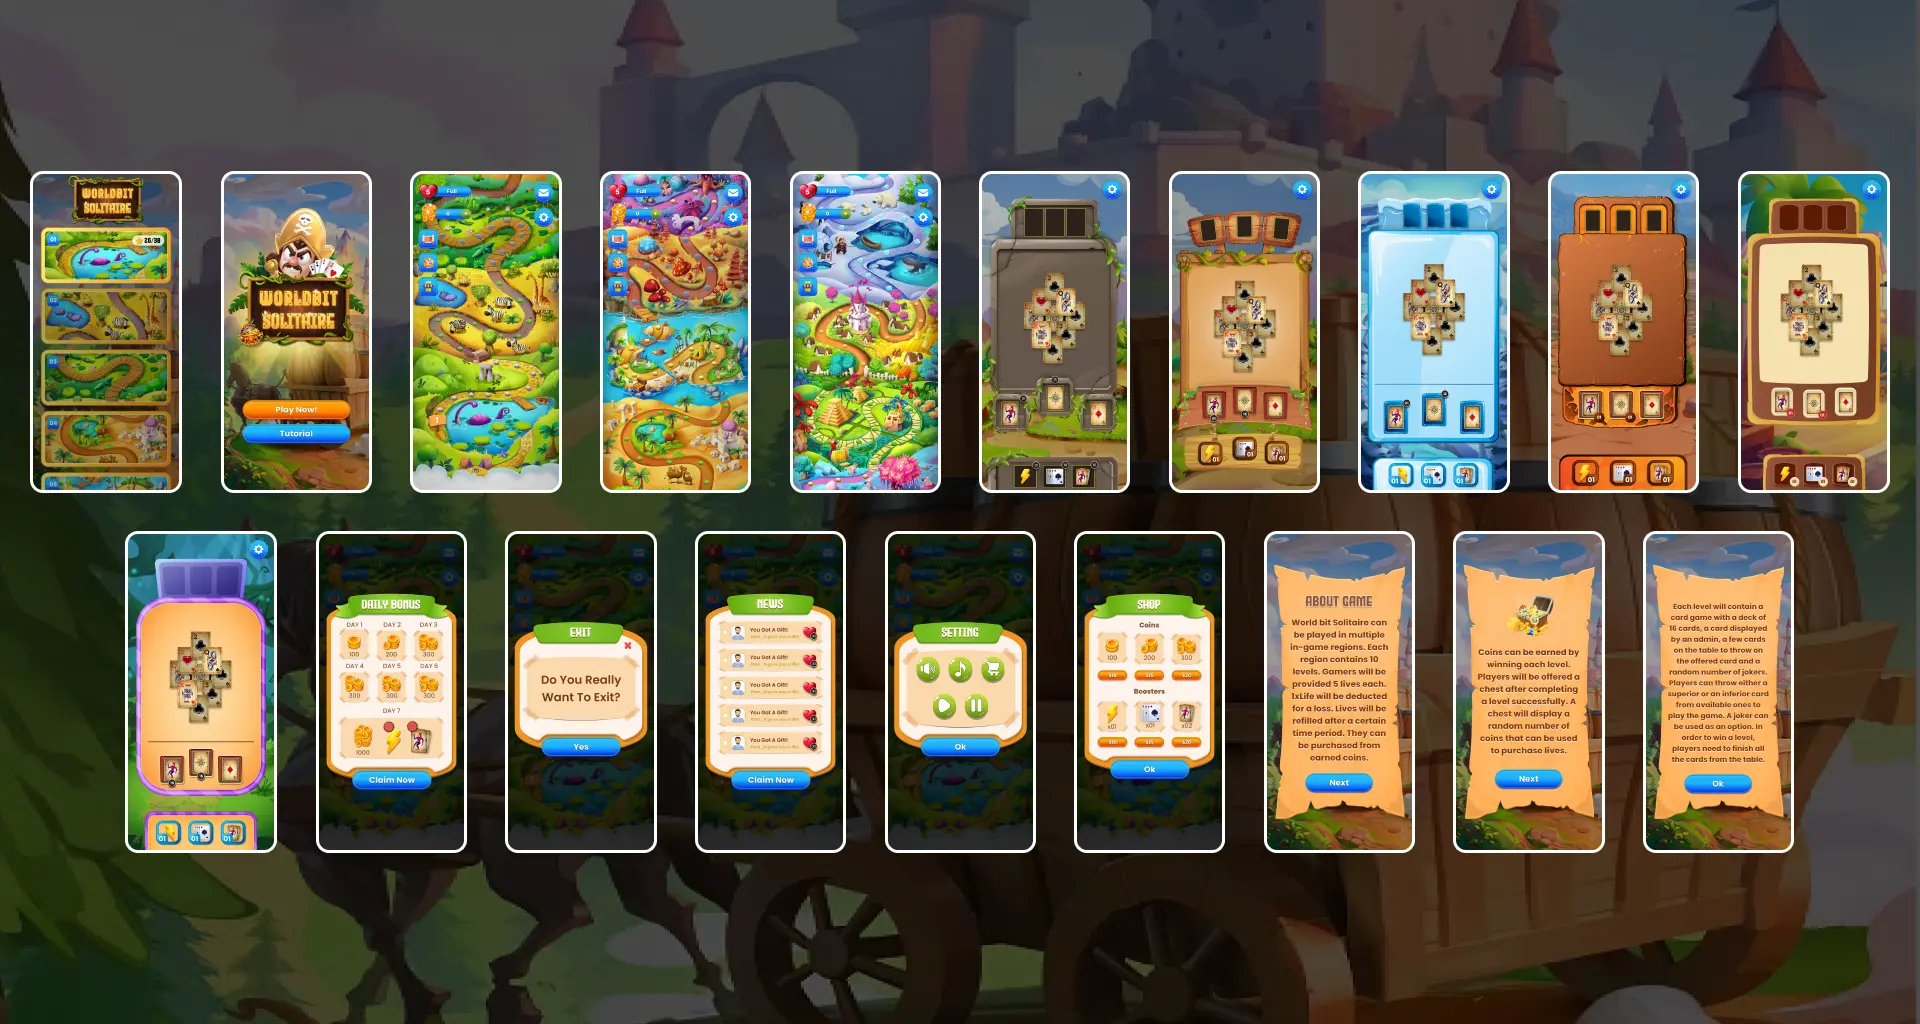 WORLDBIT
SOLITAIRE
01
26/30
02
03
04
05
WORLDBIT
SOLITAIRE
Play Now!
Tutorial
5
Full
0
5
Full
0
5
Full
0
01
01
01
01
01
01
01
01
01
01
01
01
01
01
DAILY BONUS
DAY 1
DAY 2
DAY 3
100
200
300
DAY 4
DAY 5
DAY 6
300
300
300
DAY 7
1000
Claim Now
EXIT
Do You Really
Want To Exit?
Yes
NEWS
You Got A Gift!
You Got A Gift!
You Got A Gift!
You Got A Gift!
You Got A Gift!
Claim Now
SETTING
Ok
SHOP
Coins
100
200
300
$10
$15
$20
Boosters
x01
x01
x02
$10
$15
$20
Ok
ABOUT GAME
World bit Solitaire can
be played in multiple
in-game regions. Each
region contains 10
levels. Gamers will be
provided 5 lives each.
1xLife will be deducted
for a loss. Lives will be
refilled after a certain
time period. They can
be purchased from
earned coins.
Next
Coins can be earned by
winning each level.
Players will be offered a
chest after completing
a level successfully. A
chest will display a
random number of
coins that can be used
to purchase lives.
Next
Each level will contain a
card game with a deck of
16 cards, a card displayed
by an admin, a few cards
on the table to throw on
the offered card and a
random number of jokers.
Players can throw either a
superior or an inferior card
from available ones to
play the game. A joker can
be used as an option. In
order to win a level,
players need to finish all
the cards from the table.
Ok